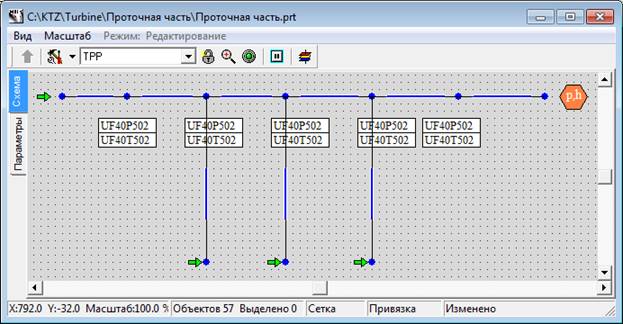 C:\KTZ\Turbine\Проточная часть\Проточная часть.prt
Вид Масштаб Режим: Редактирование
TPP
Схема
Параметры
p,h
UF40P502 UF40P502 UF40P502 UF40P502 UF40P502
UF40T502 UF40T502 UF40T502 UF40T502 UF40T502
X:792.0 Y:-32.0 Масштаб:100.0 % Объектов 57 Выделено 0 Сетка Привязка Изменено